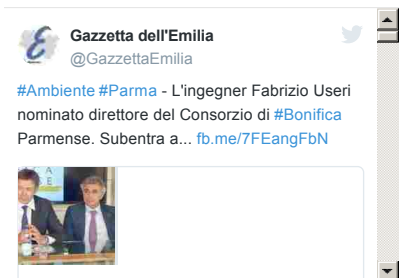 Gazzetta dell'Emilia
@GazzettaEmilia
#Ambiente #Parma - L'ingegner Fabrizio Useri
nominato direttore del Consorzio di #Bonifica
Parmense. Subentra a... fb.me/7FEangFbN